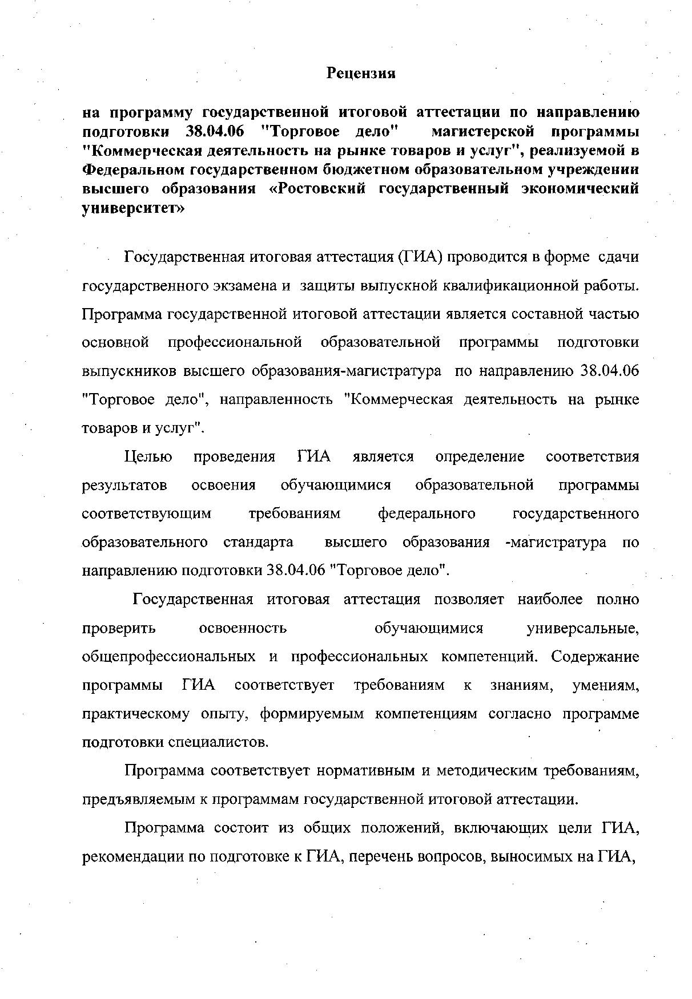 Рецензия
на программу государственной итоговой аттестации по направлению
подготовки 38.04.06 "Торговое дело" магистерской программы
"Коммерческая деятельность на рынке товаров и услуг", реализуемой в
Федеральном государственном бюджетном образовательном учреждении
высшего образования «Ростовский государственный экономический
университет»
Государственная итоговая аттестация (ГИА) проводится в форме сдачи
государственного экзамена и защиты выпускной квалификационной работы.
Программа государственной итоговой аттестации является составной частью
основной профессиональной образовательной программы подготовки
выпускников высшего образования-магистратура по направлению 38.04.06
"Торговое дело", направленность "Коммерческая деятельность на рынке
товаров и услуг".
Целью проведения ГИА является определение соответствия
результатов освоения обучающимися образовательной программы
соответствующим требованиям федерального государственного
образовательного стандарта высшего образования -магистратура по
направлению подготовки 38.04.06 "Торговое дело".
Государственная итоговая аттестация позволяет наиболее полно
проверить освоенность обучающимися универсальные,
общепрофессиональных и профессиональных компетенций. Содержание
программы ГИА соответствует требованиям к знаниям, умениям,
практическому опыту, формируемым компетенциям согласно программе
подготовки специалистов.
Программа соответствует нормативным и методическим требованиям,
предъявляемым к программам государственной итоговой аттестации.
Программа состоит из общих положений, включающих цели ГИА,
рекомендации по подготовке к ГИА, перечень вопросов, выносимых на ГИА,